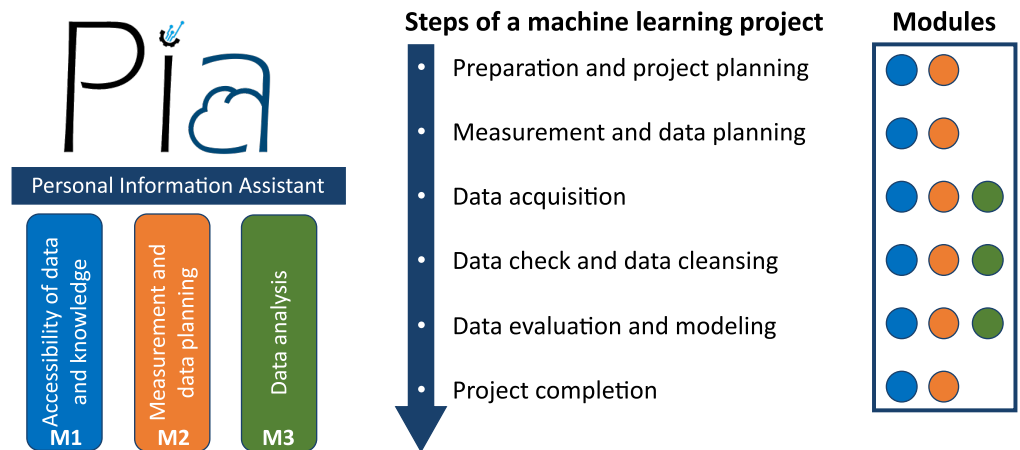 Pia
Personal Information Assistant
Accessibility of data
and knowledge
M1
Measurement and
data planning
M2
Data analysis
M3
Steps of a machine learning project
• Preparation and project planning
• Measurement and data planning
• Data acquisition
• Data check and data cleansing
• Data evaluation and modeling
• Project completion
Modules